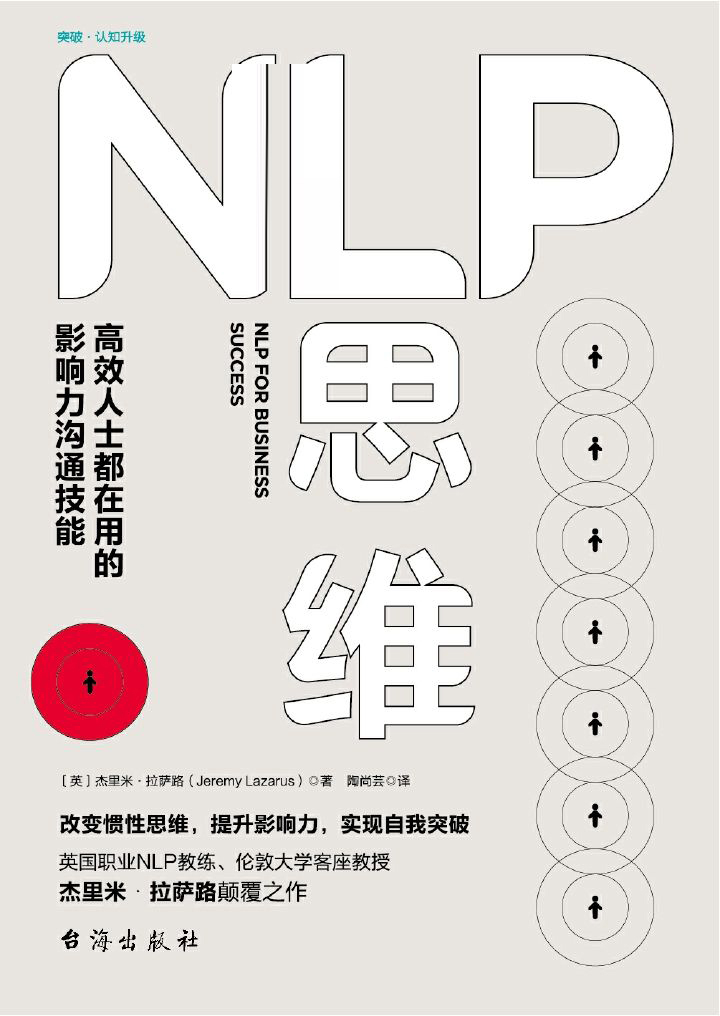 突破·认知升级
NLP
思维
NLP FOR BUSINESS
SUCCESS
高效人士都在用的
影响力沟通技能
［英］杰里米·拉萨路（Jeremy Lazarus）◎著　陶尚芸◎译
改变惯性思维，提升影响力，实现自我突破
英国职业NLP教练、伦敦大学客座教授
杰里米·拉萨路颠覆之作
台海出版社